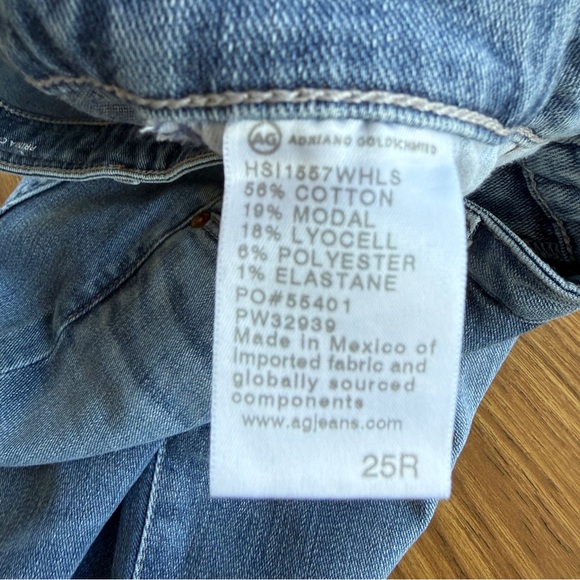 AG ADRIANO GOLDSCHMIED
HSI1557WHLS
56% COTTON
19% MODAL
18% LYOCELL
6% POLYESTER
1% ELASTANE
PO#55401
PW32939
Made in Mexico of
imported fabric and
globally sourced
components
www.agjeans.com
25R